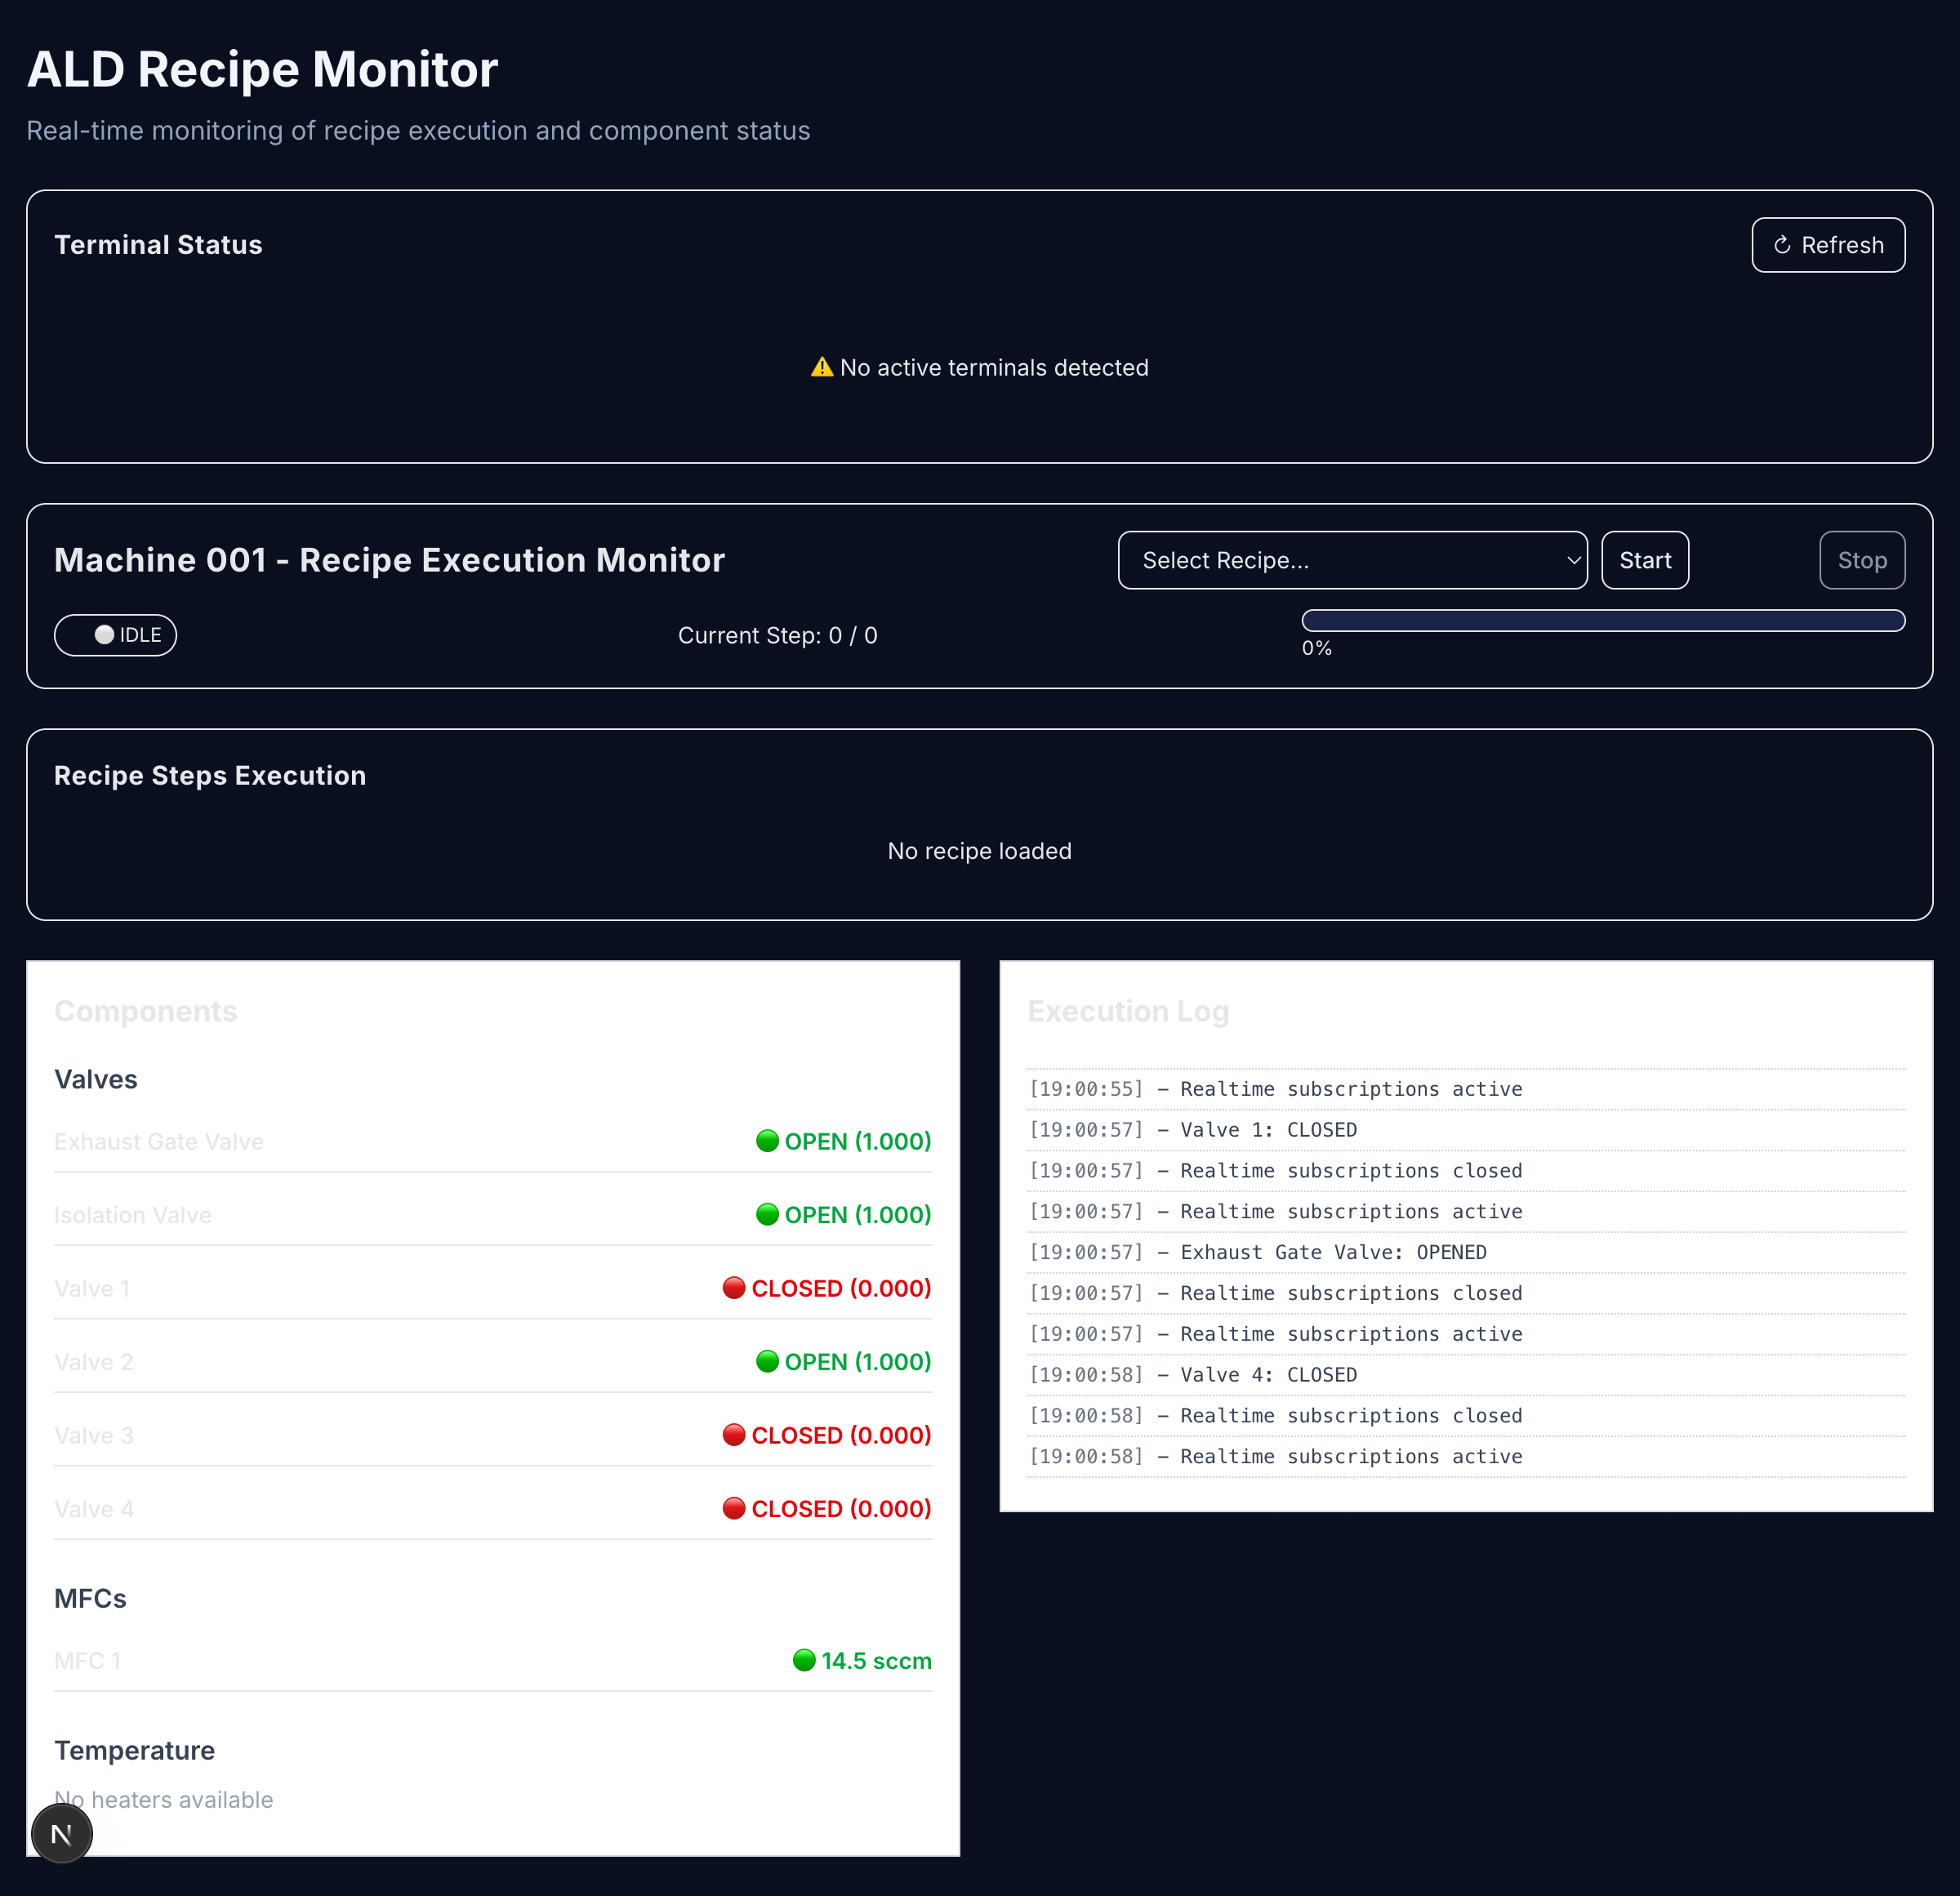 ALD Recipe Monitor
Real-time monitoring of recipe execution and component status
Terminal Status
↻ Refresh
⚠️ No active terminals detected
Machine 001 - Recipe Execution Monitor
Select Recipe...
Start
Stop
IDLE
Current Step: 0 / 0
0%
Recipe Steps Execution
No recipe loaded
Components
Valves
Exhaust Gate Valve 🟢 OPEN (1.000)
Isolation Valve 🟢 OPEN (1.000)
Valve 1 🔴 CLOSED (0.000)
Valve 2 🟢 OPEN (1.000)
Valve 3 🔴 CLOSED (0.000)
Valve 4 🔴 CLOSED (0.000)
MFCs
MFC 1 🟢 14.5 sccm
Temperature
No heaters available
N
Execution Log
[19:00:55] – Realtime subscriptions active
[19:00:57] – Valve 1: CLOSED
[19:00:57] – Realtime subscriptions closed
[19:00:57] – Realtime subscriptions active
[19:00:57] – Exhaust Gate Valve: OPENED
[19:00:57] – Realtime subscriptions closed
[19:00:57] – Realtime subscriptions active
[19:00:58] – Valve 4: CLOSED
[19:00:58] – Realtime subscriptions closed
[19:00:58] – Realtime subscriptions active